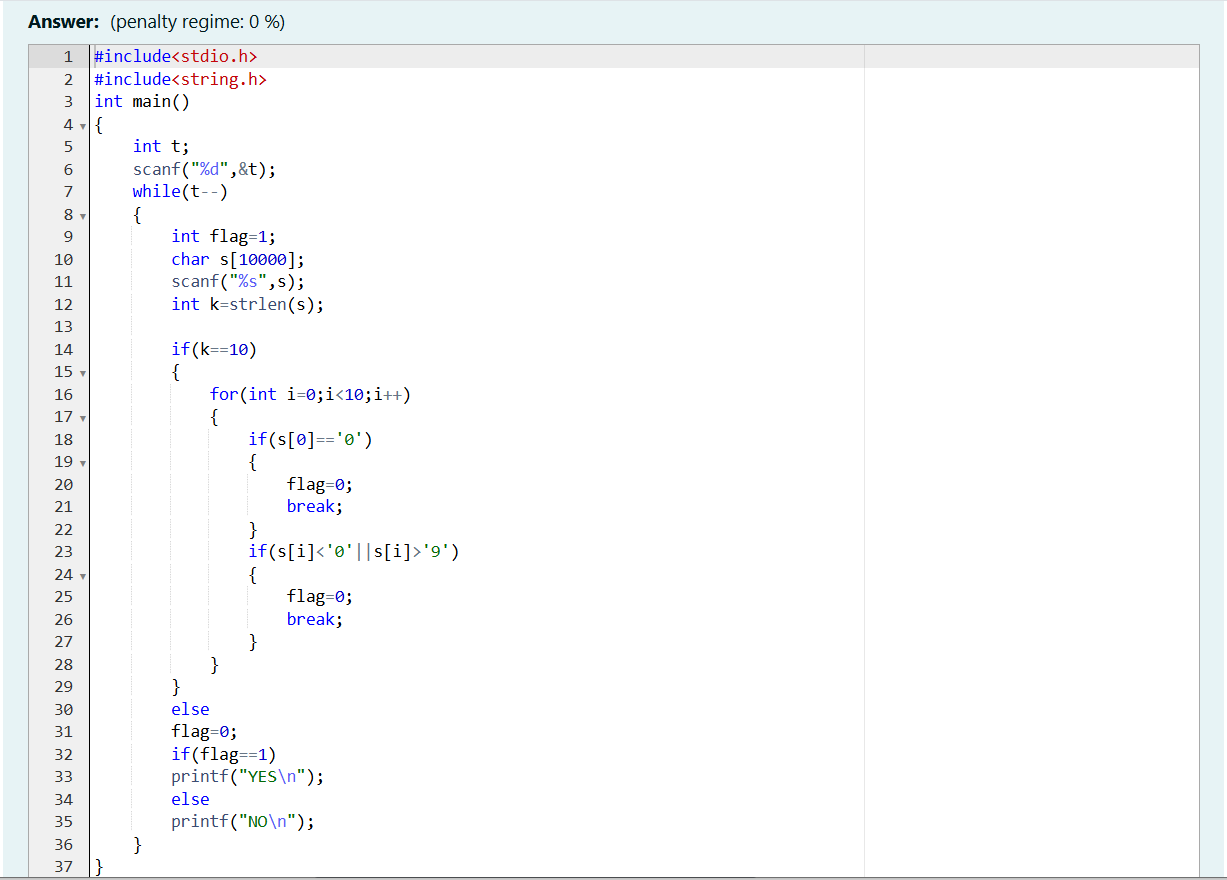 Answer: (penalty regime: 0 %)
1 #include<stdio.h>
2 #include<string.h>
3 int main()
4 {
5     int t;
6     scanf("%d",&t);
7     while(t--)
8     {
9         int flag=1;
10         char s[10000];
11         scanf("%s",s);
12         int k=strlen(s);
13
14         if(k==10)
15         {
16             for(int i=0;i<10;i++)
17             {
18                 if(s[0]=='0')
19                 {
20                     flag=0;
21                     break;
22                 }
23                 if(s[i]<'0'||s[i]>'9')
24                 {
25                     flag=0;
26                     break;
27                 }
28             }
29         }
30         else
31         flag=0;
32         if(flag==1)
33         printf("YES\n");
34         else
35         printf("NO\n");
36     }
37 }